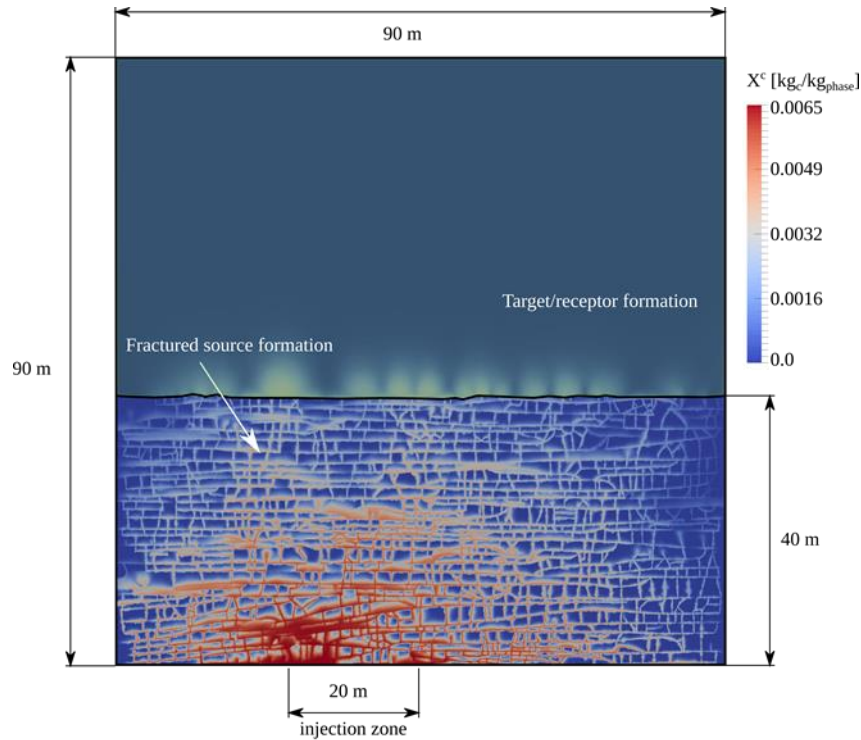 90 m
X^c [kg_c/kg_phase]
0.0065
0.0049
0.0032
0.0016
0.0
Target/receptor formation
Fractured source formation
90 m
40 m
20 m
injection zone